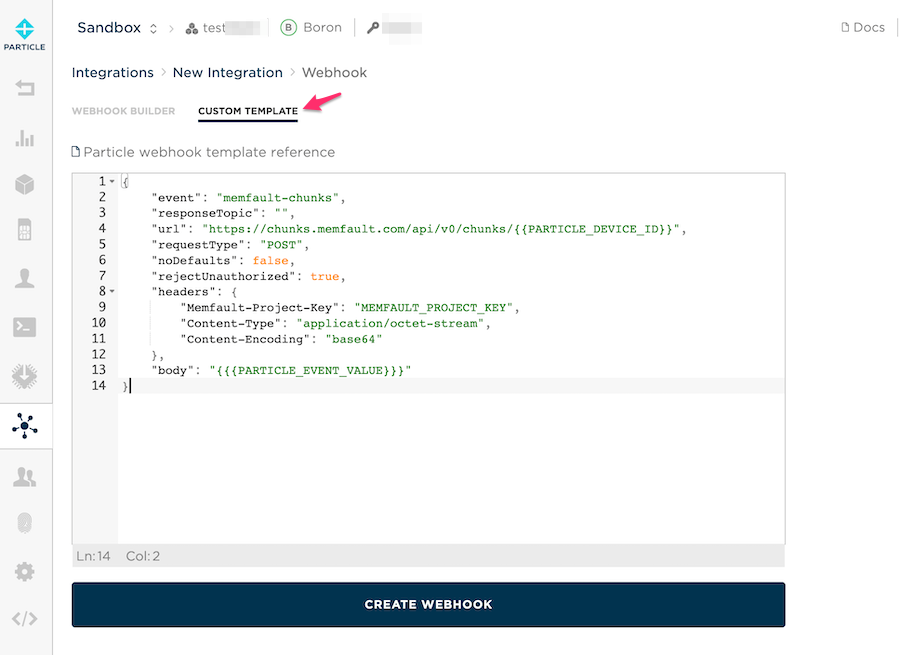 PARTICLE
Sandbox test Boron Docs
Integrations > New Integration > Webhook
WEBHOOK BUILDER CUSTOM TEMPLATE
Particle webhook template reference
1 {
2 "event": "memfault-chunks",
3 "responseTopic": "",
4 "url": "https://chunks.memfault.com/api/v0/chunks/{{PARTICLE_DEVICE_ID}}",
5 "requestType": "POST",
6 "noDefaults": false,
7 "rejectUnauthorized": true,
8 "headers": {
9 "Memfault-Project-Key": "MEMFAULT_PROJECT_KEY",
10 "Content-Type": "application/octet-stream",
11 "Content-Encoding": "base64"
12 },
13 "body": "{{{PARTICLE_EVENT_VALUE}}}"
14 }
Ln: 14 Col: 2
CREATE WEBHOOK